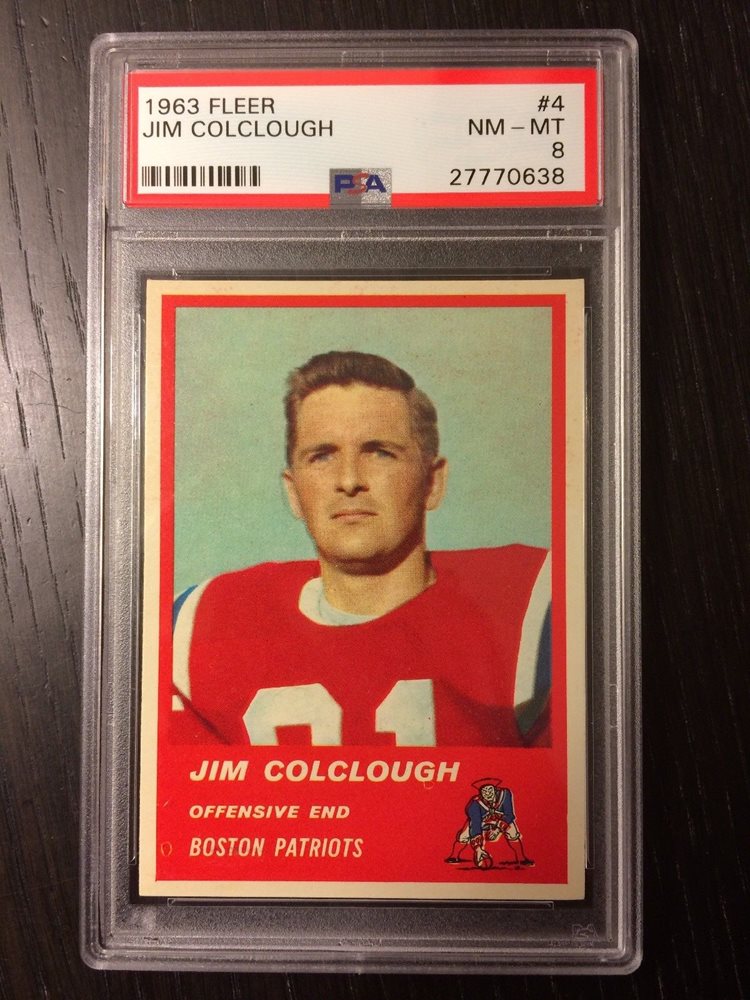 1963 FLEER #4
JIM COLCLOUGH NM – MT
8
27770638
PSA
JIM COLCLOUGH
OFFENSIVE END
BOSTON PATRIOTS